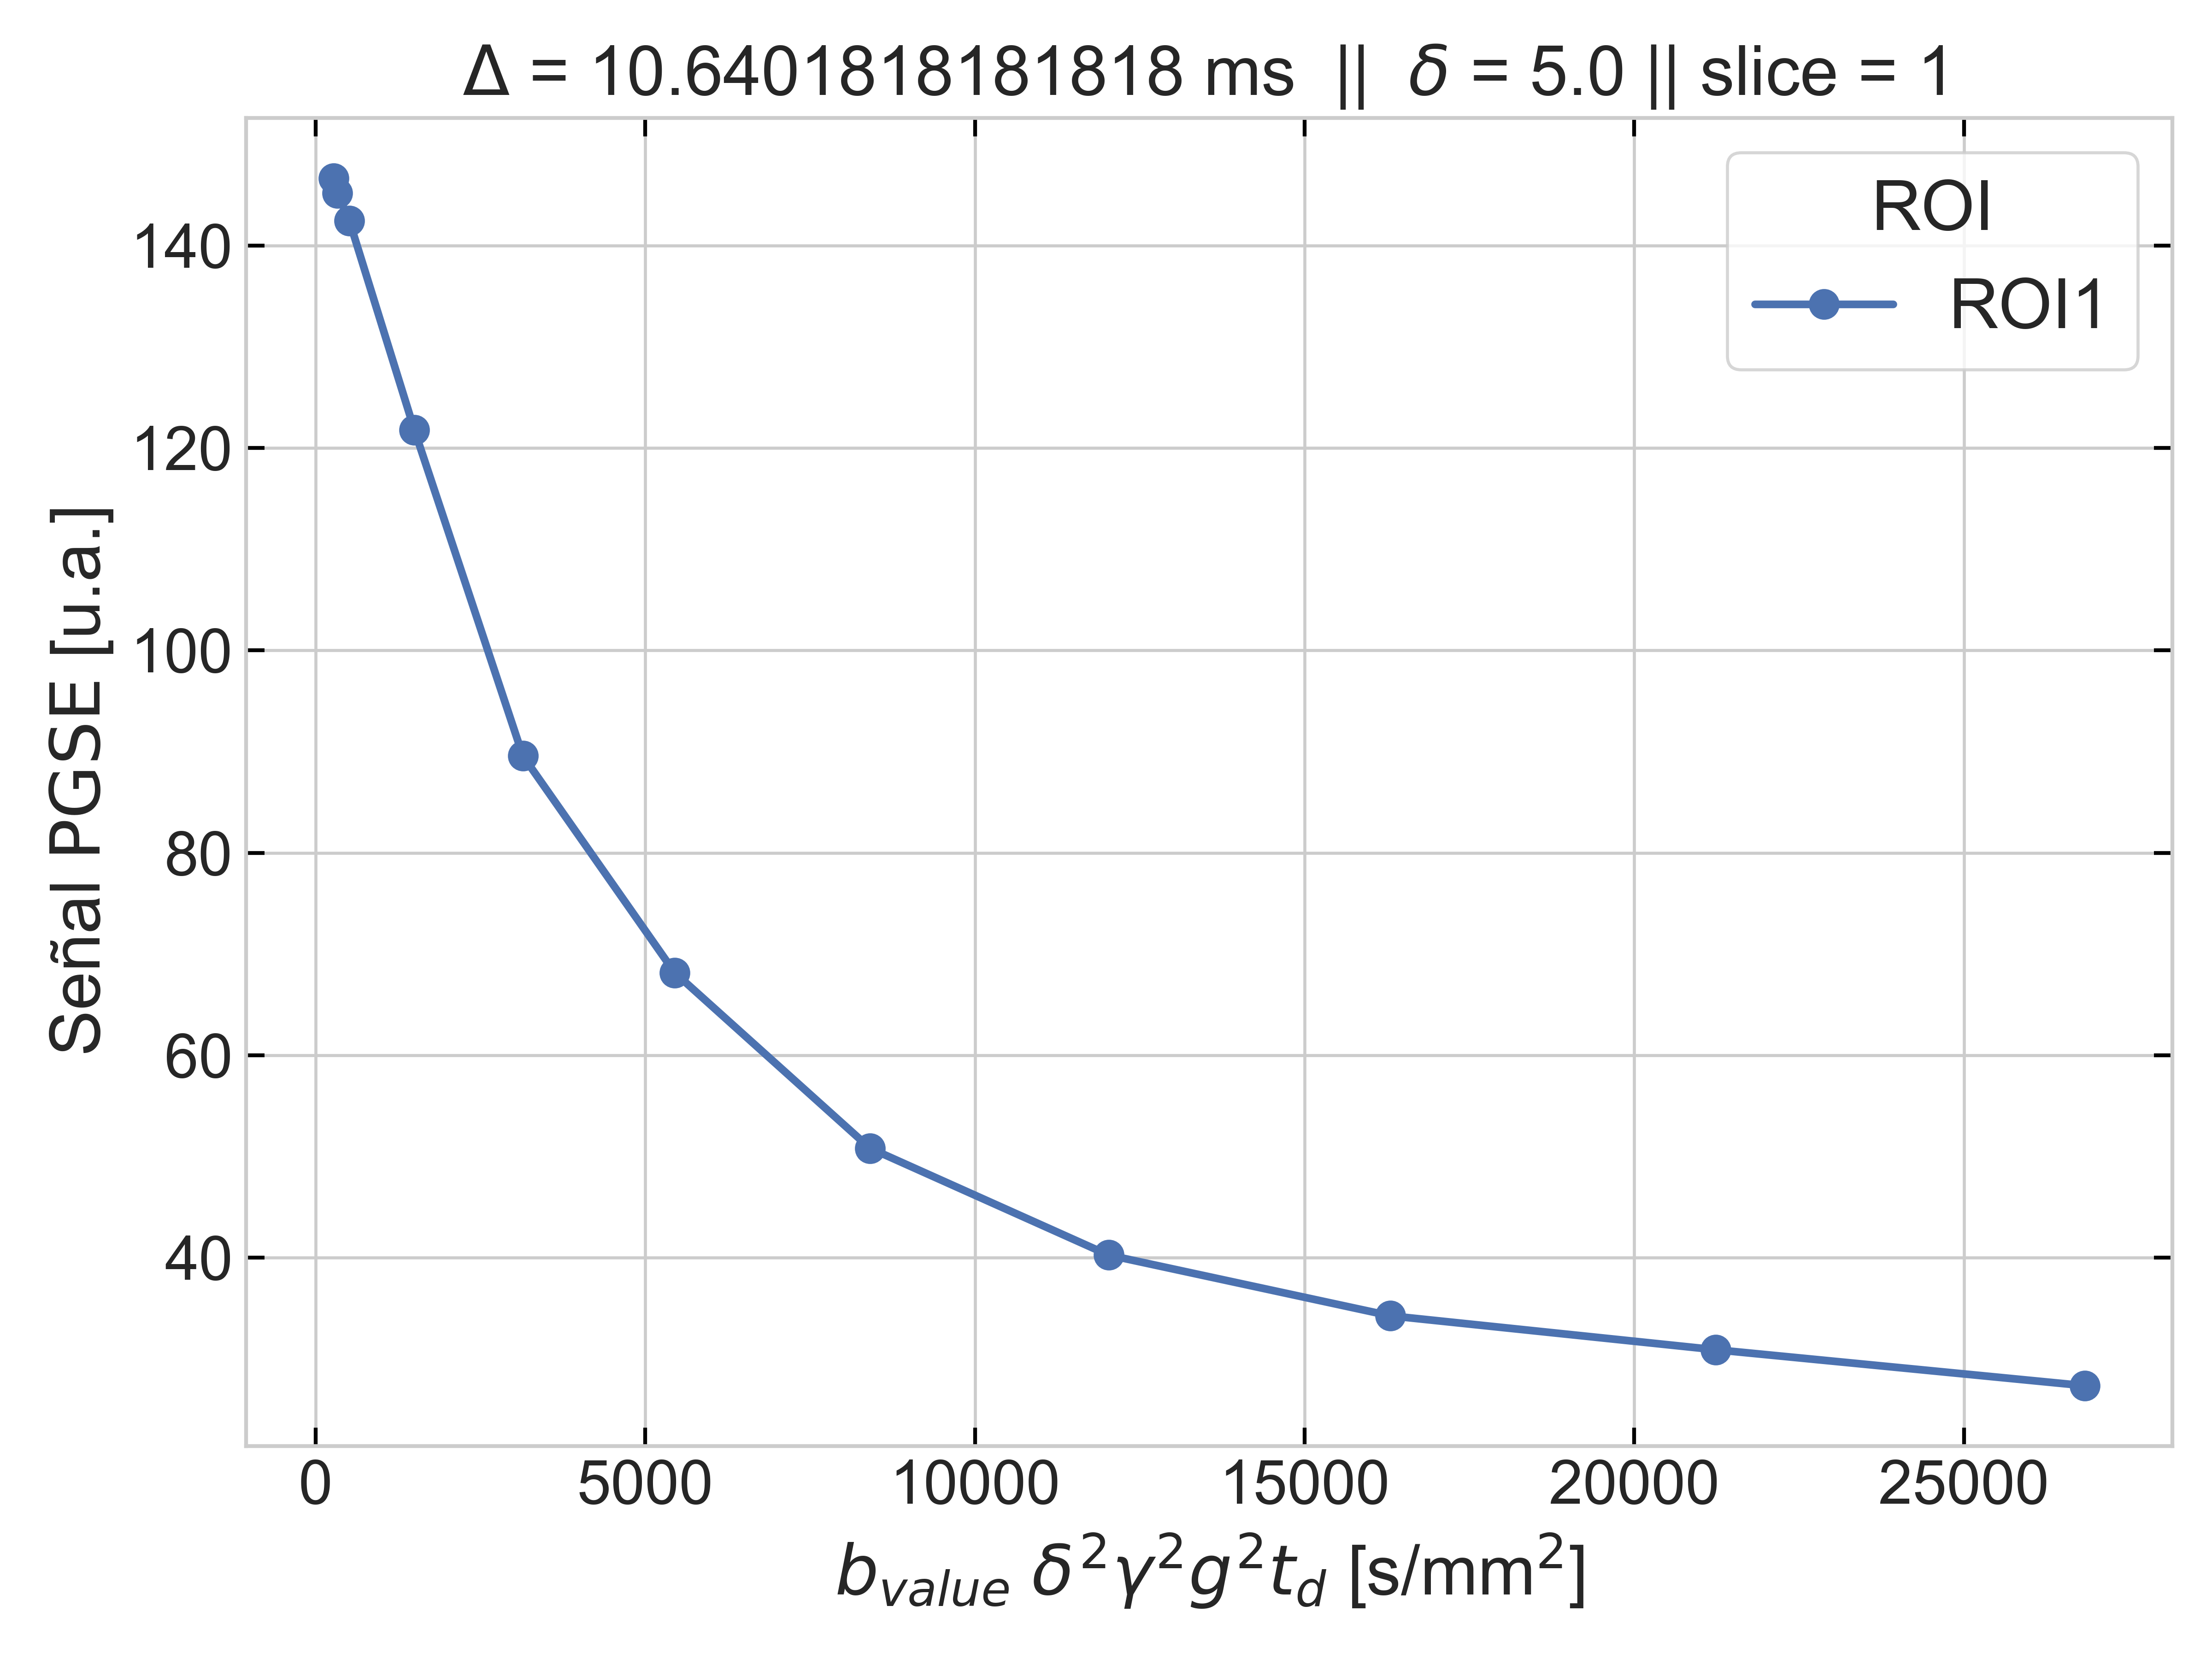 Δ = 10.640181818181818 ms || δ = 5.0 || slice = 1
ROI
ROI1
Señal PGSE [u.a.]
140
120
100
80
60
40
0 5000 10000 15000 20000 25000
b_value δ²γ²g²t_d [s/mm²]